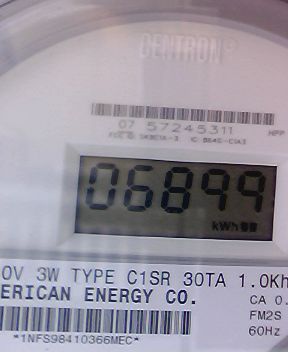 CENTRON®
07 57245311
HPP
06899
kWh
0V 3W TYPE C1SR 30TA 1.0Kh
ERICAN ENERGY CO.
CA 0.
FM2S
60Hz
*1NFS98410366MEC*